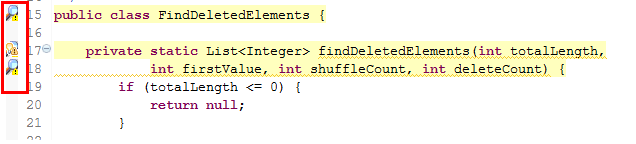 15 public class FindDeletedElements {
17 private static List<Integer> findDeletedElements(int totalLength,
18 int firstValue, int shuffleCount, int deleteCount) {
19 if (totalLength <= 0) {
20 return null;
21 }